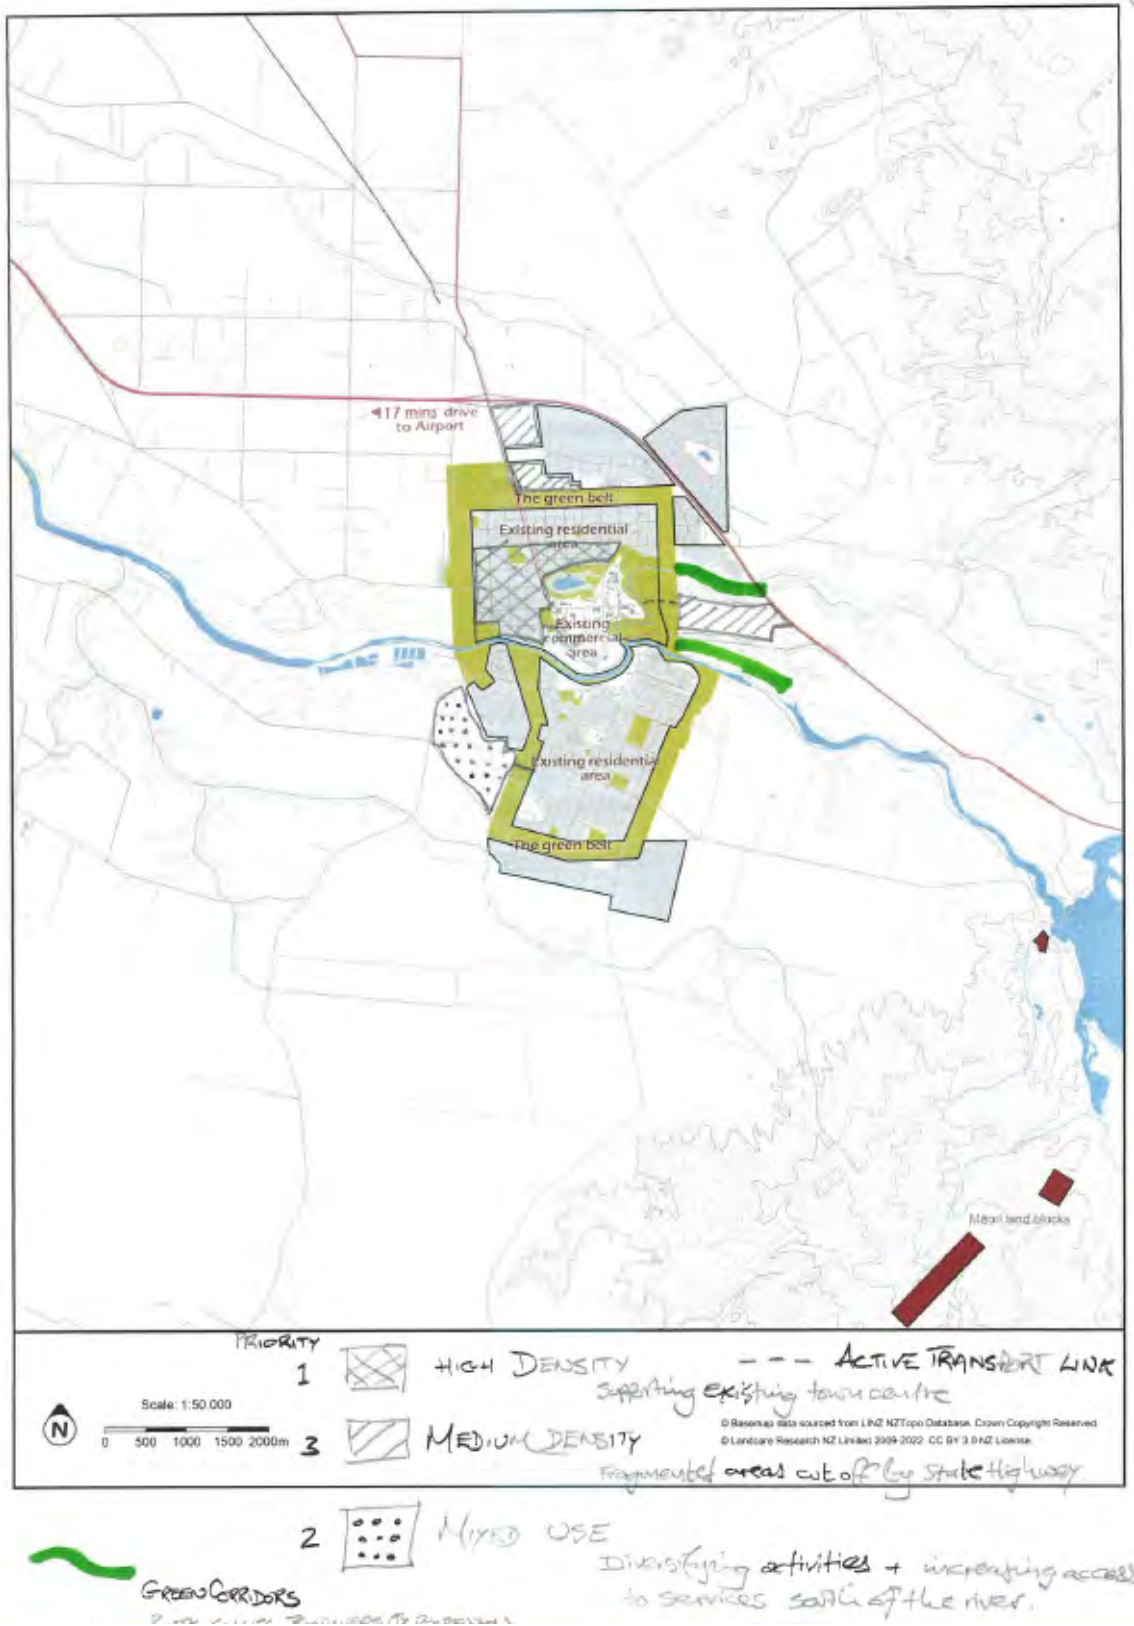 17 mins drive
to Airport
The green belt
Existing residential
area
Existing
commercial
area
Existing residential
area
The green belt
Maori land blocks
PRIORITY
1 HIGH DENSITY
--- ACTIVE TRANSPORT LINK
Supporting existing town centre
Scale: 1:50 000
N
0 500 1000 1500 2000m
© Basemap data sourced from LINZ NZTopo Database. Crown Copyright Reserved.
© Landcare Research NZ Limited 2009-2022. CC BY 3.0 NZ License.
3 MEDIUM DENSITY
Fragmented areas cut off by State Highway
2 MIXED USE
Diversifying activities + increasing access
to services south of the river.
GREEN CORRIDORS